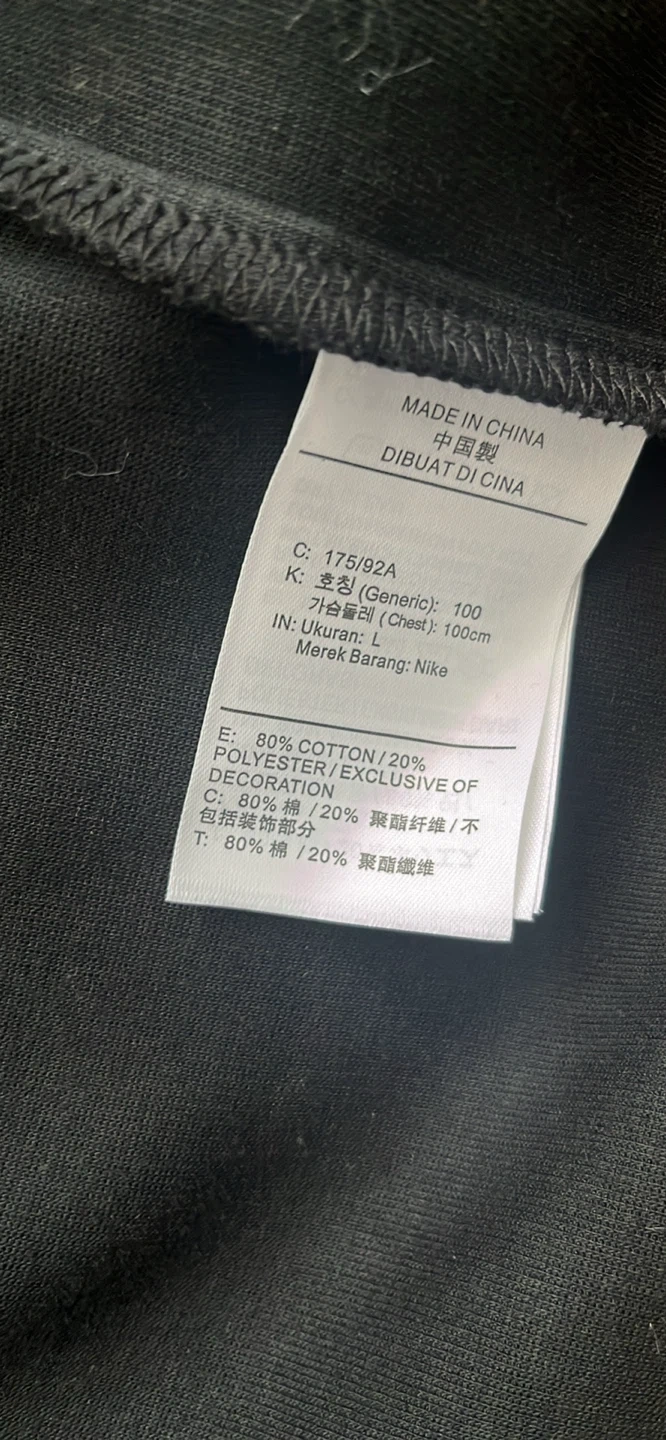 MADE IN CHINA
中国製
DIBUAT DI CINA
C: 175/92A
K: 호칭 (Generic): 100
가슴둘레 (Chest): 100cm
IN: Ukuran: L
Merek Barang: Nike
E: 80% COTTON / 20%
POLYESTER / EXCLUSIVE OF
DECORATION
C: 80% 棉 / 20% 聚酯纤维 / 不
包括装饰部分
T: 80% 棉 / 20% 聚酯纖维